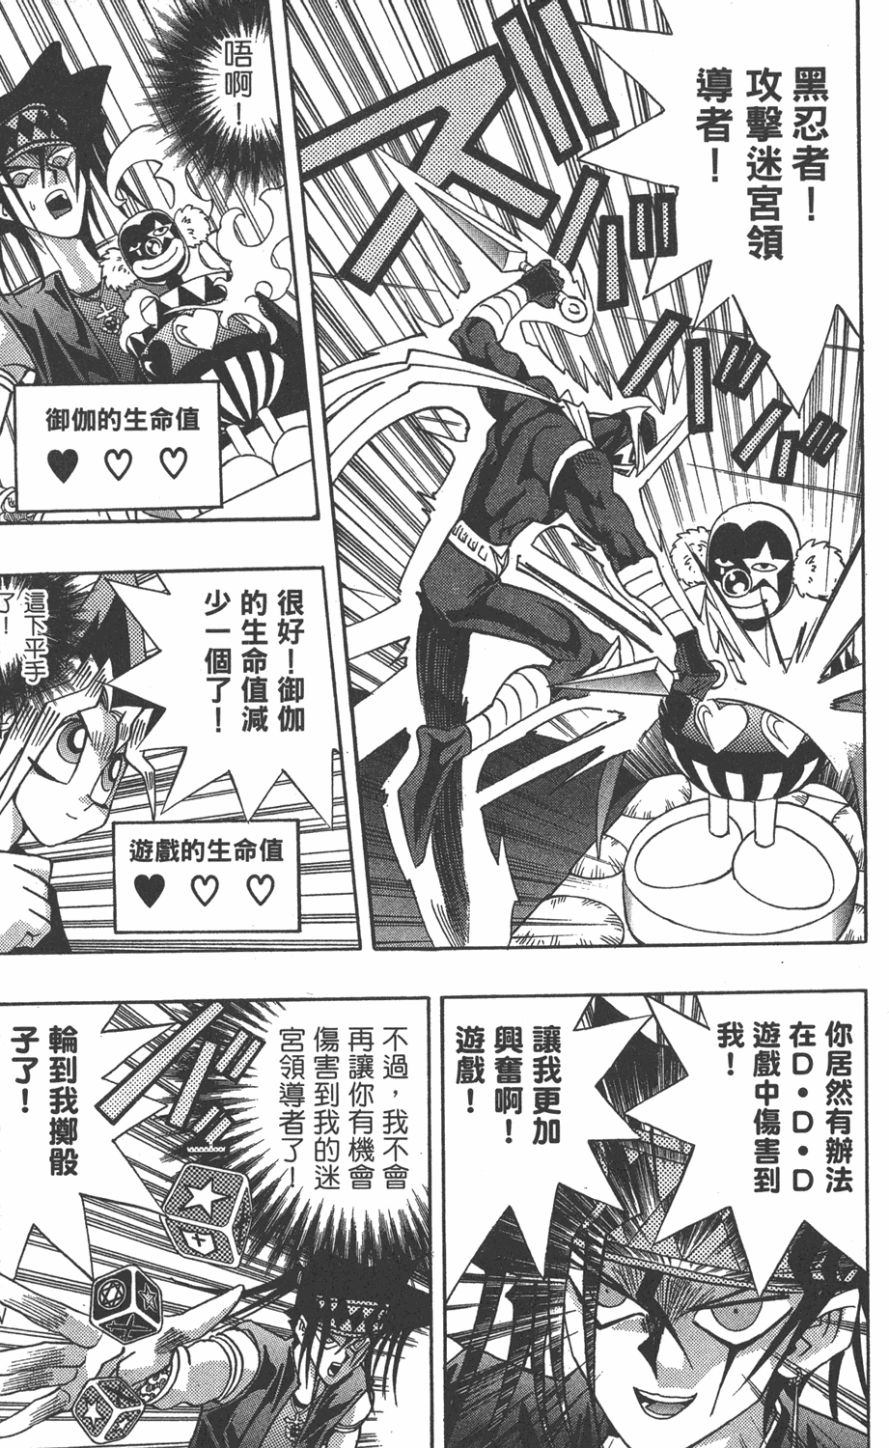 黑忍者！
攻擊迷宮領
導者！
唔啊！
御伽的生命值
♥ ♡ ♡
很好！御伽
的生命值減
少一個了！
這下平手
了！
遊戲的生命值
♥ ♡ ♡
你居然有辦法
在D・D・D
遊戲中傷害到
我！
讓我更加
興奮啊！
遊戲！
不過，我不會
再讓你有機會
傷害到我的迷
宮領導者了！
輪到我擲骰
子了！